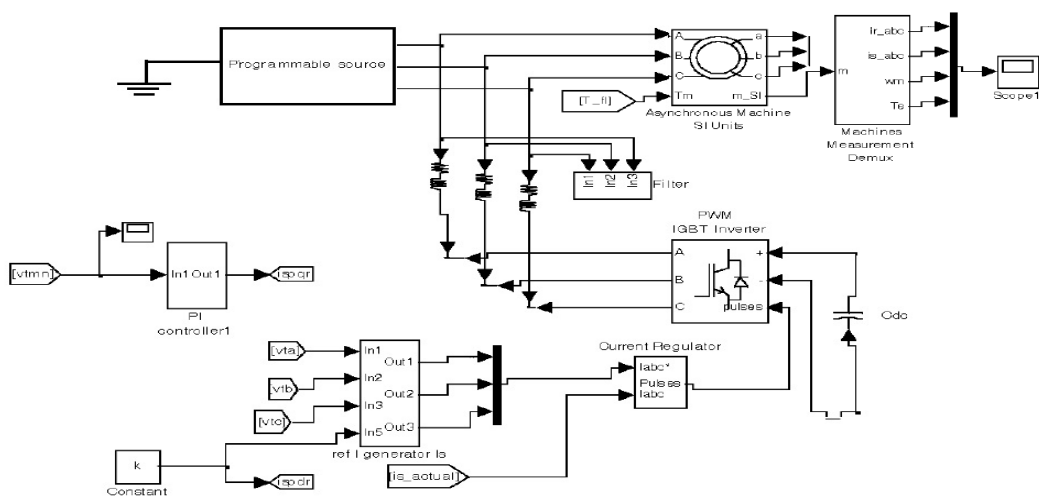 Programmable source
A
B
C
Tm
a
b
c
m_SI
[T_fl]
Asynchronous Machine
SI Units
m
ir_abc
is_abc
wm
Te
Machines
Measurement
Demux
Scope1
In1
In2
In3
Filter
PWM
IGBT Inverter
A
B
C
+
-
pulses
Cdc
[vtmn]
In1 Out1
PI
controller1
ispqr
[vta]
[vtb]
[vtc]
In1
In2
In3
In5
Out1
Out2
Out3
ref I generator Is
Current Regulator
Iabc*
Pulses
Iabc
[is_actual]
k
Constant
ispdr